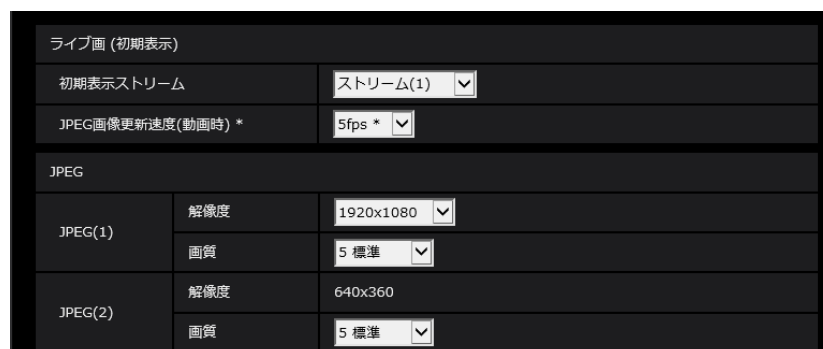 ライブ画 (初期表示)
初期表示ストリーム ストリーム(1)
JPEG画像更新速度(動画時) * 5fps *
JPEG
JPEG(1) 解像度 1920x1080
画質 5 標準
JPEG(2) 解像度 640x360
画質 5 標準